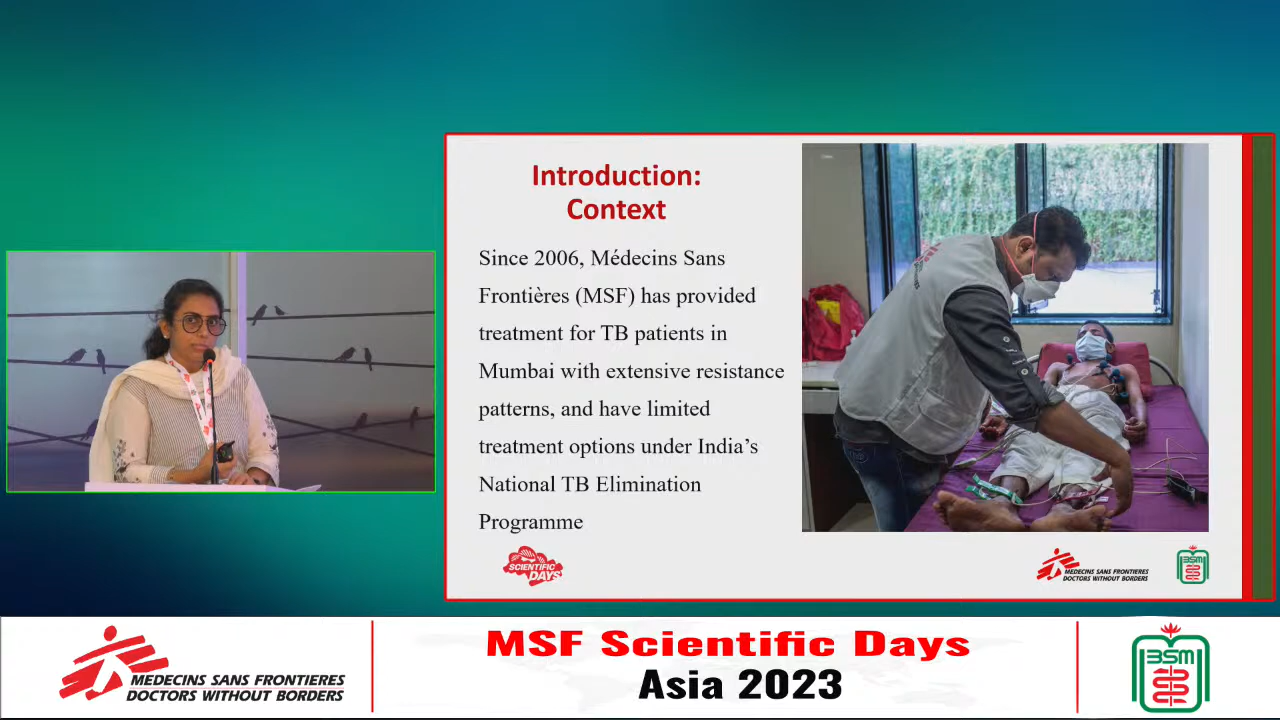 Introduction:
Context
Since 2006, Médecins Sans
Frontières (MSF) has provided
treatment for TB patients in
Mumbai with extensive resistance
patterns, and have limited
treatment options under India's
National TB Elimination
Programme
SCIENTIFIC
DAYS
MEDECINS SANS FRONTIERES
DOCTORS WITHOUT BORDERS
BSM
MEDECINS SANS FRONTIERES
DOCTORS WITHOUT BORDERS
MSF Scientific Days
Asia 2023
BSM